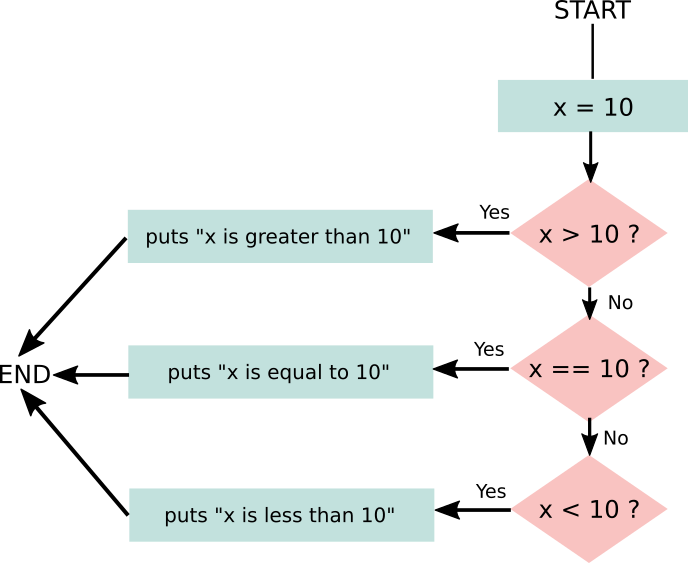 START
x = 10
x > 10 ?
Yes
puts "x is greater than 10"
No
x == 10 ?
Yes
puts "x is equal to 10"
END
No
x < 10 ?
Yes
puts "x is less than 10"